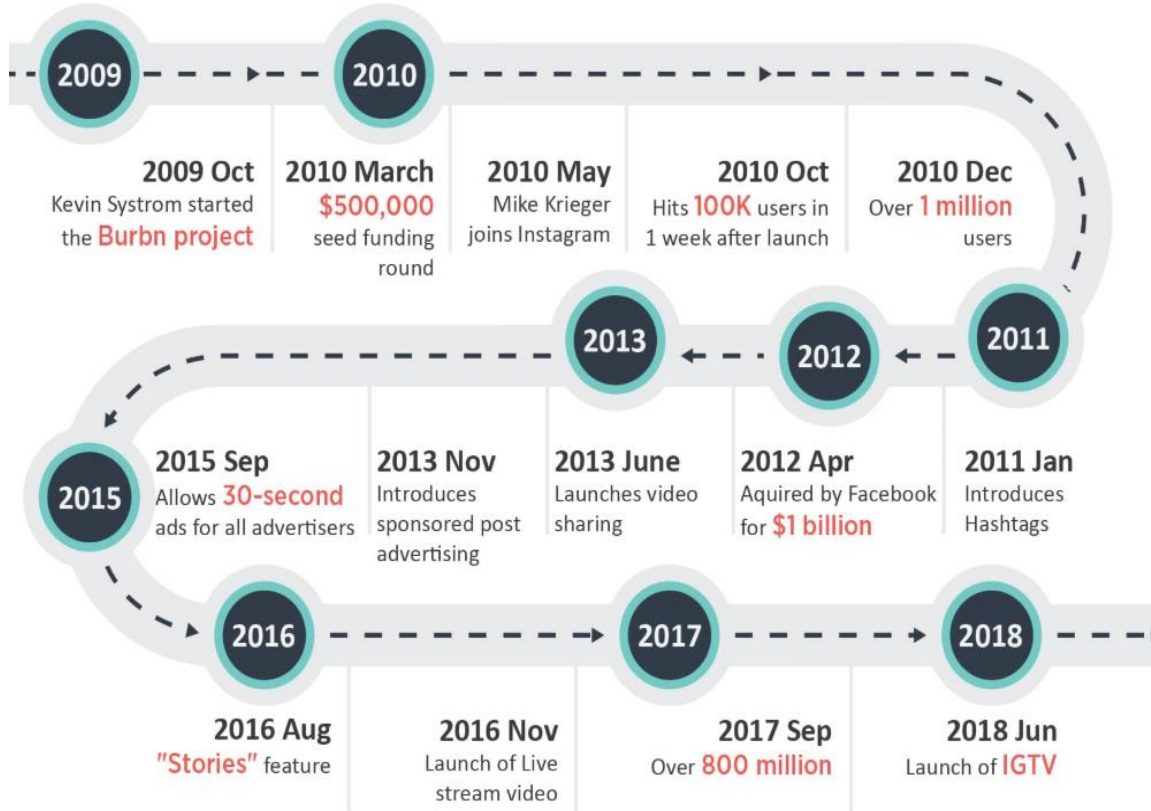 2009
2010
2009 Oct
Kevin Systrom started
the Burbn project
2010 March
$500,000
seed funding
round
2010 May
Mike Krieger
joins Instagram
2010 Oct
Hits 100K users in
1 week after launch
2010 Dec
Over 1 million
users
2011
2012
2013
2011 Jan
Introduces
Hashtags
2012 Apr
Aquired by Facebook
for $1 billion
2013 June
Launches video
sharing
2013 Nov
Introduces
sponsored post
advertising
2015
2015 Sep
Allows 30-second
ads for all advertisers
2016
2017
2018
2016 Aug
"Stories" feature
2016 Nov
Launch of Live
stream video
2017 Sep
Over 800 million
2018 Jun
Launch of IGTV